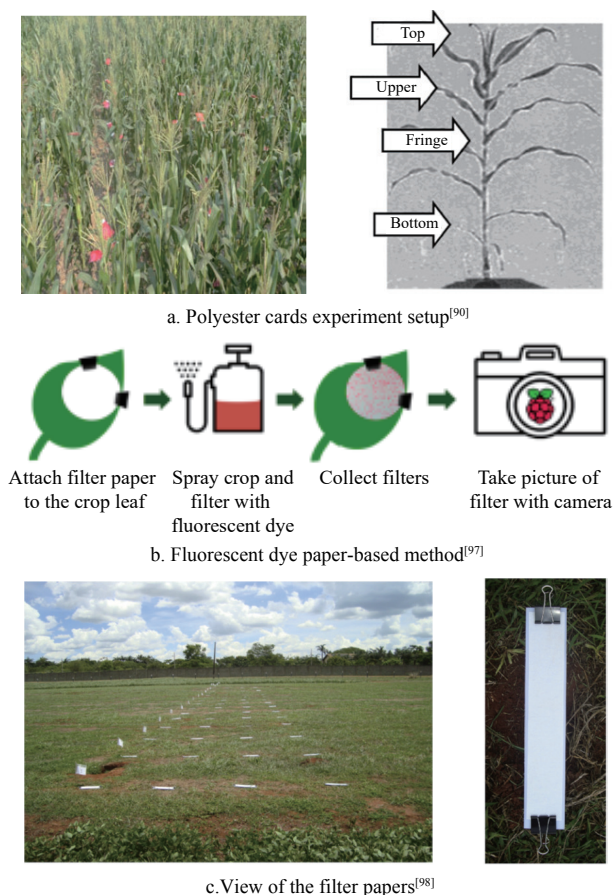 Top
Upper
Fringe
Bottom
a. Polyester cards experiment setup[90]
Attach filter paper
to the crop leaf
Spray crop and
filter with
fluorescent dye
Collect filters
Take picture of
filter with camera
b. Fluorescent dye paper-based method[97]
c.View of the filter papers[98]